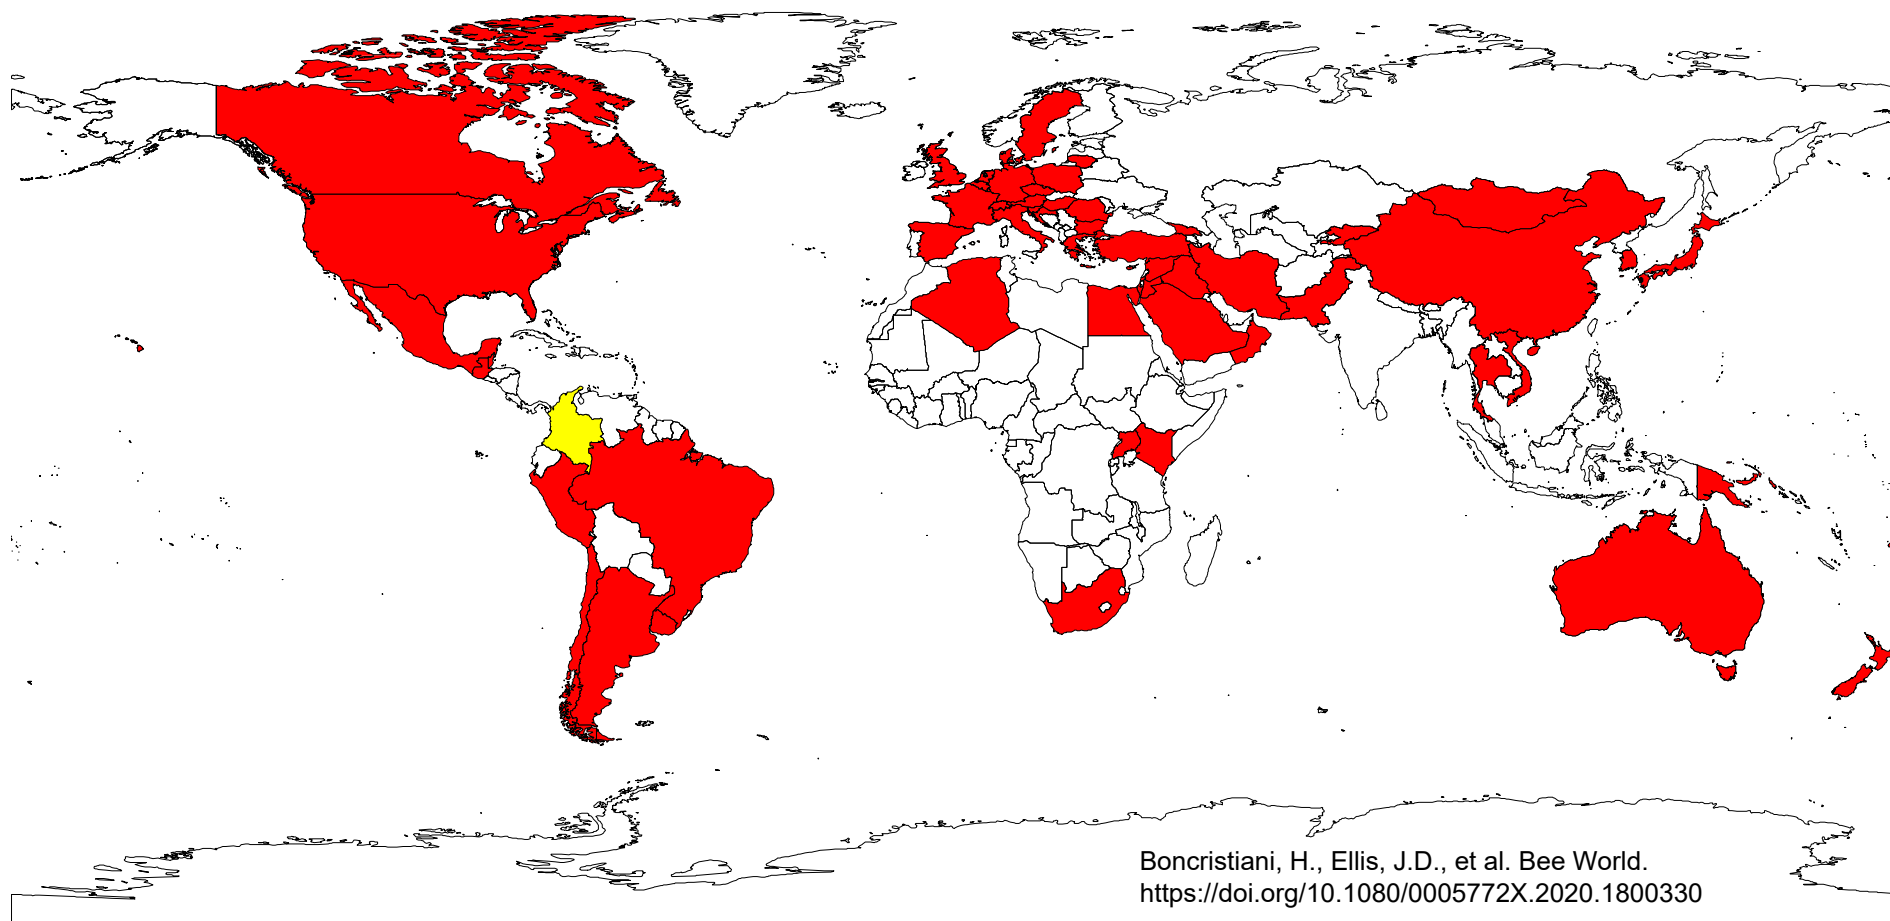 Boncristiani, H., Ellis, J.D., et al. Bee World.
https://doi.org/10.1080/0005772X.2020.1800330